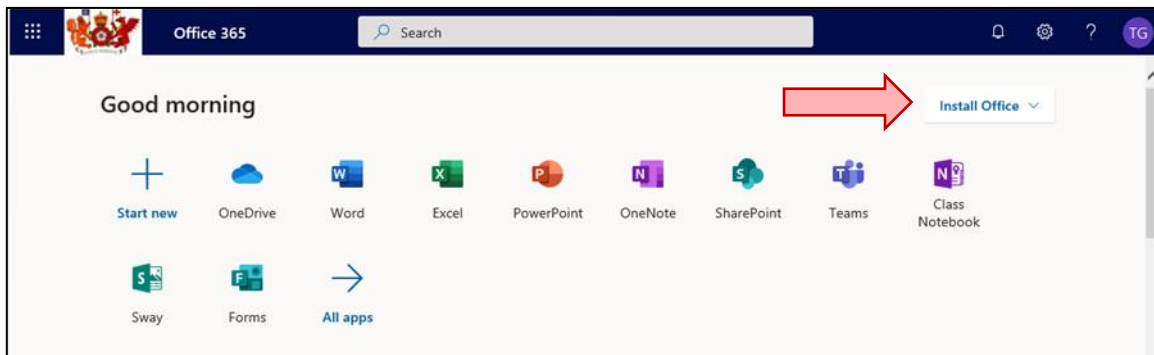 Office 365
Search
TG
Good morning
Install Office
Start new
OneDrive
Word
Excel
PowerPoint
OneNote
SharePoint
Teams
Class
Notebook
Sway
Forms
All apps